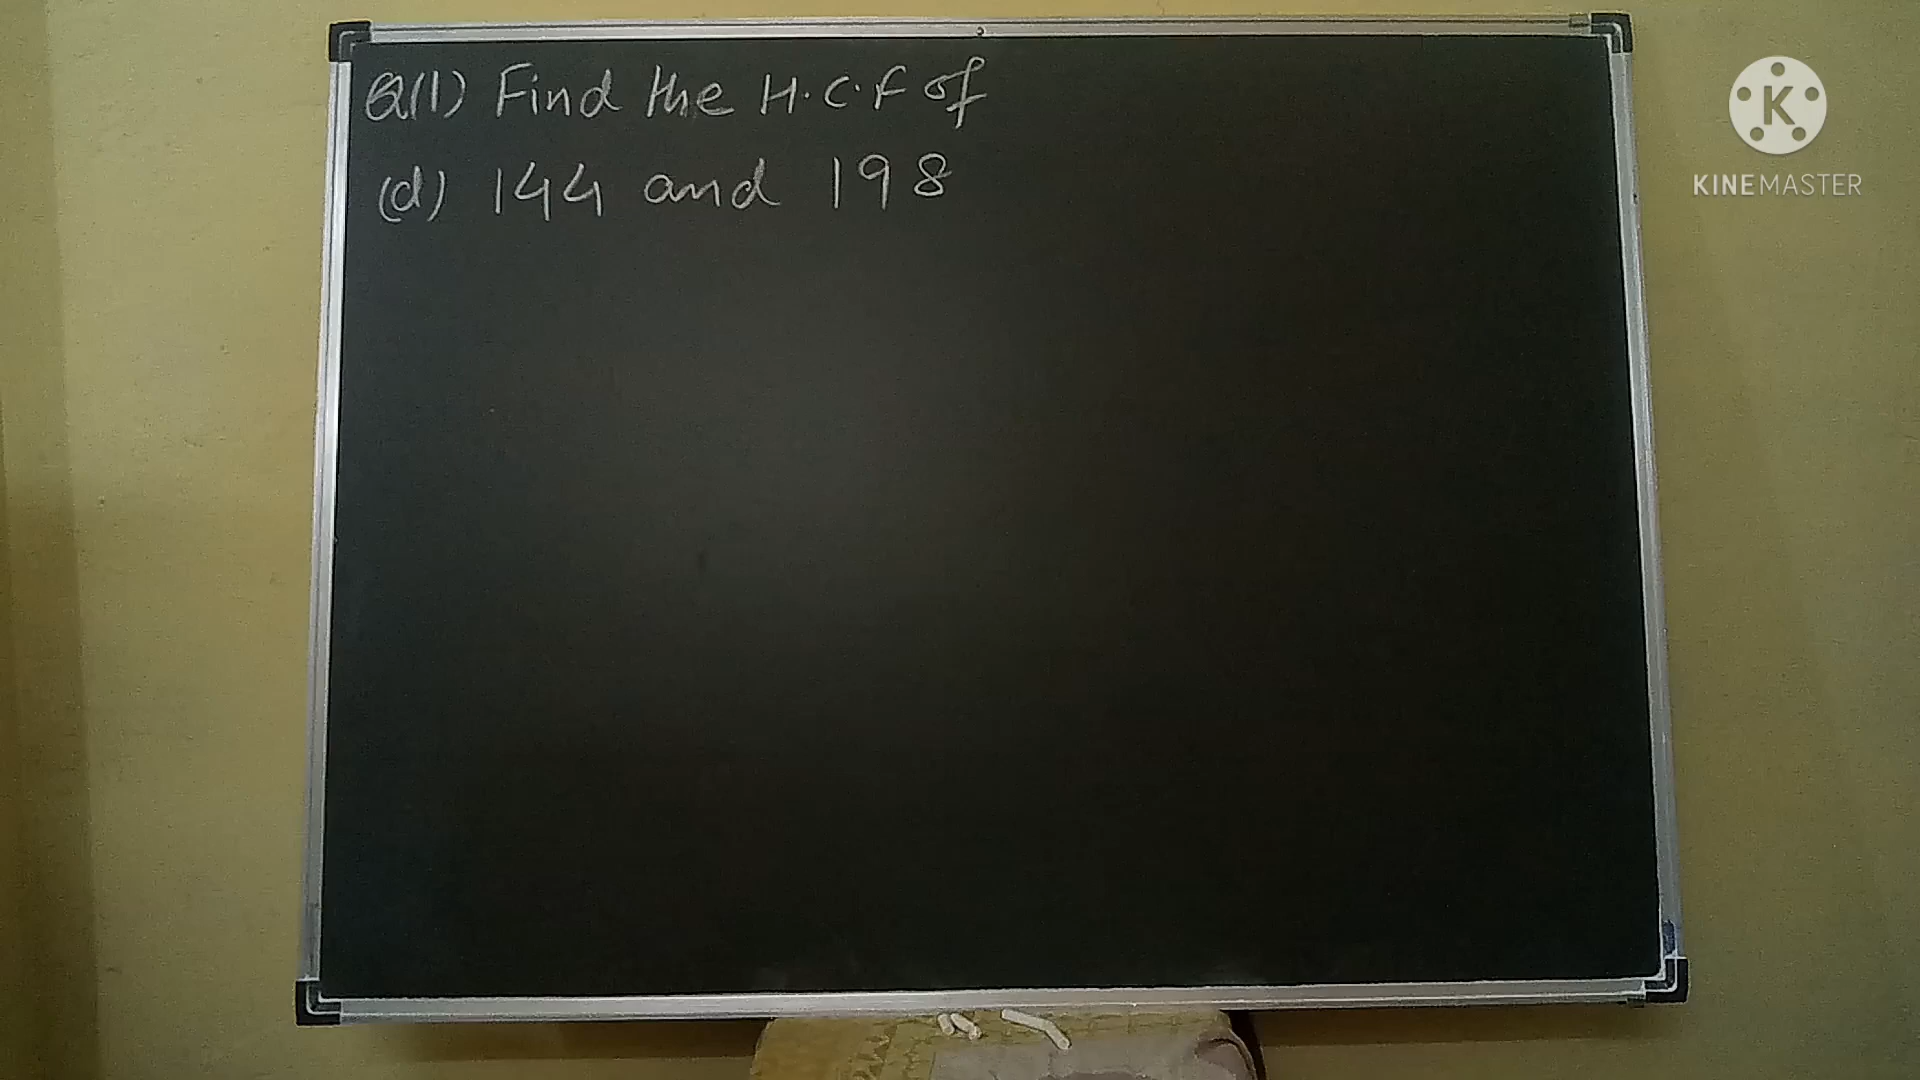 Q(1) Find the H.C.F of
(d) 144 and 198
K
KINEMASTER